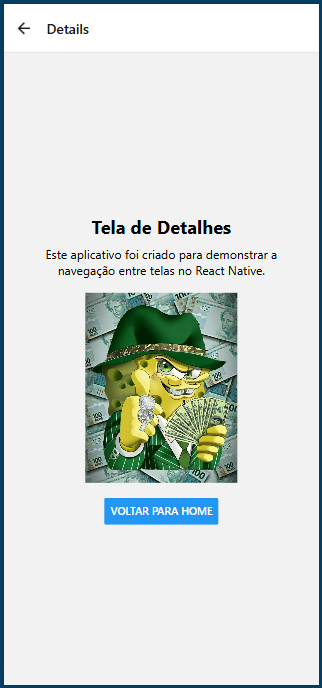 Details
Tela de Detalhes
Este aplicativo foi criado para demonstrar a
navegação entre telas no React Native.
100
VOLTAR PARA HOME